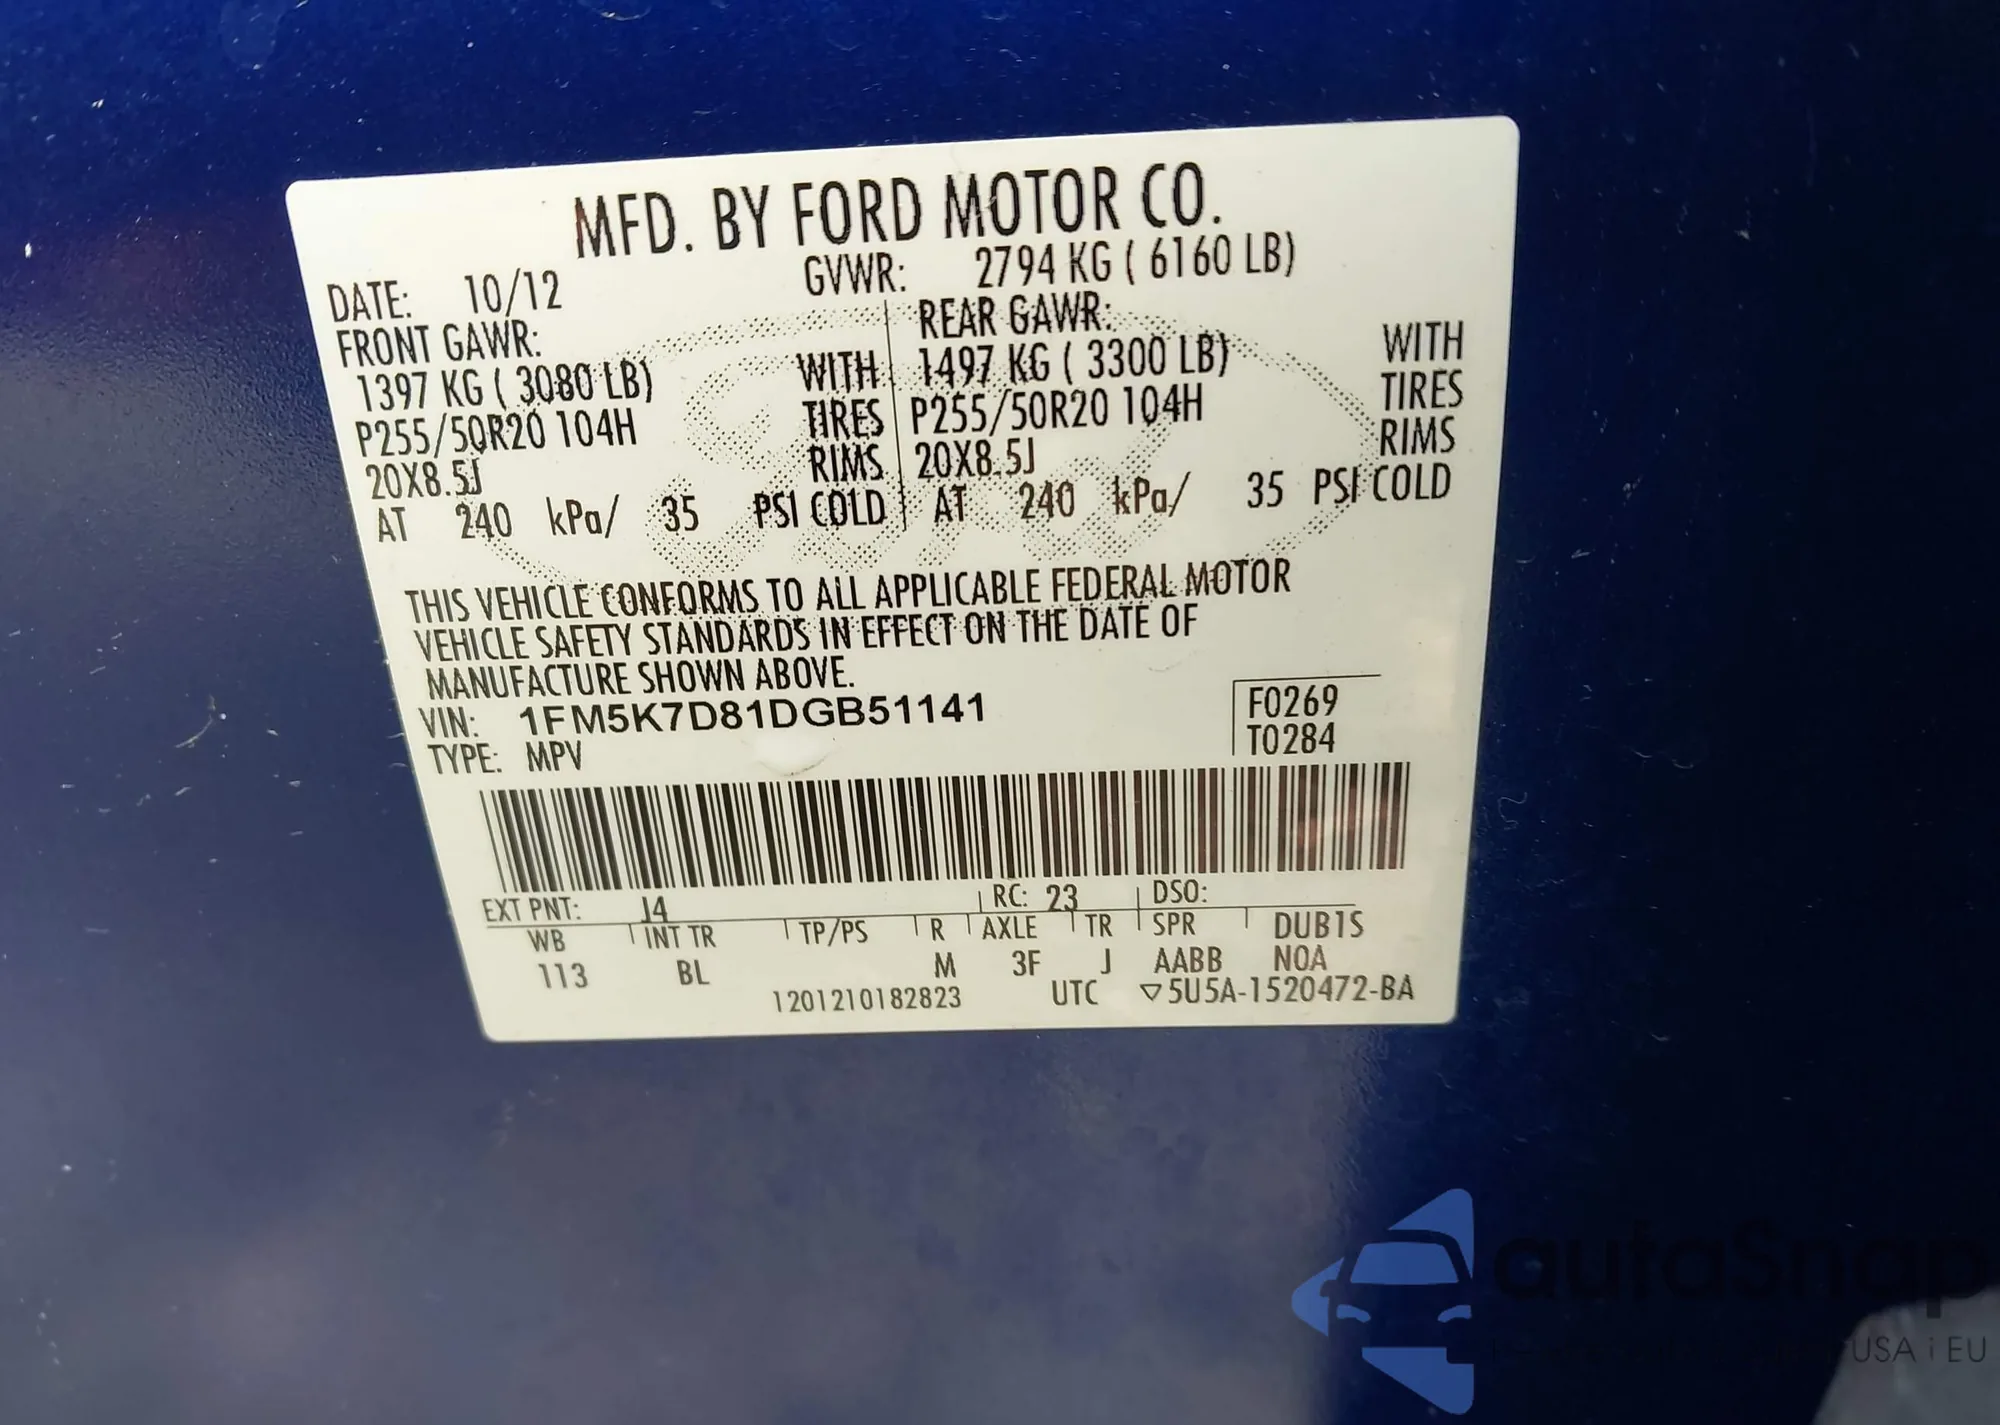 MFD. BY FORD MOTOR CO.
DATE: 10/12 GVWR: 2794 KG ( 6160 LB)
FRONT GAWR: REAR GAWR:
1397 KG ( 3080 LB) WITH 1497 KG ( 3300 LB) WITH
P255/50R20 104H TIRES P255/50R20 104H TIRES
20X8.5J RIMS 20X8.5J RIMS
AT 240 kPa/ 35 PSI COLD AT 240 kPa/ 35 PSI COLD
THIS VEHICLE CONFORMS TO ALL APPLICABLE FEDERAL MOTOR
VEHICLE SAFETY STANDARDS IN EFFECT ON THE DATE OF
MANUFACTURE SHOWN ABOVE.
VIN: 1FM5K7D81DGB51141 F0269
TYPE: MPV T0284
EXT PNT: J4 RC: 23 DSO:
WB INT TR TP/PS R AXLE TR SPR DUB1S
113 BL M 3F J AABB NOA
1201210182823 UTC ▽5U5A-1520472-BA
autoSnap
USA i EU